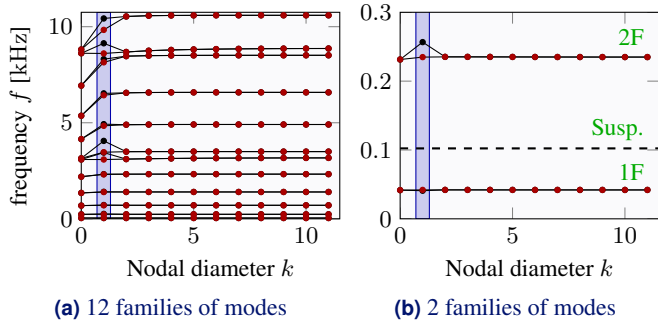 10
5
0
0
5
10
frequency f [kHz]
Nodal diameter k
(a) 12 families of modes
0.3
0.2
0.1
0
0
5
10
2F
Susp.
1F
Nodal diameter k
(b) 2 families of modes